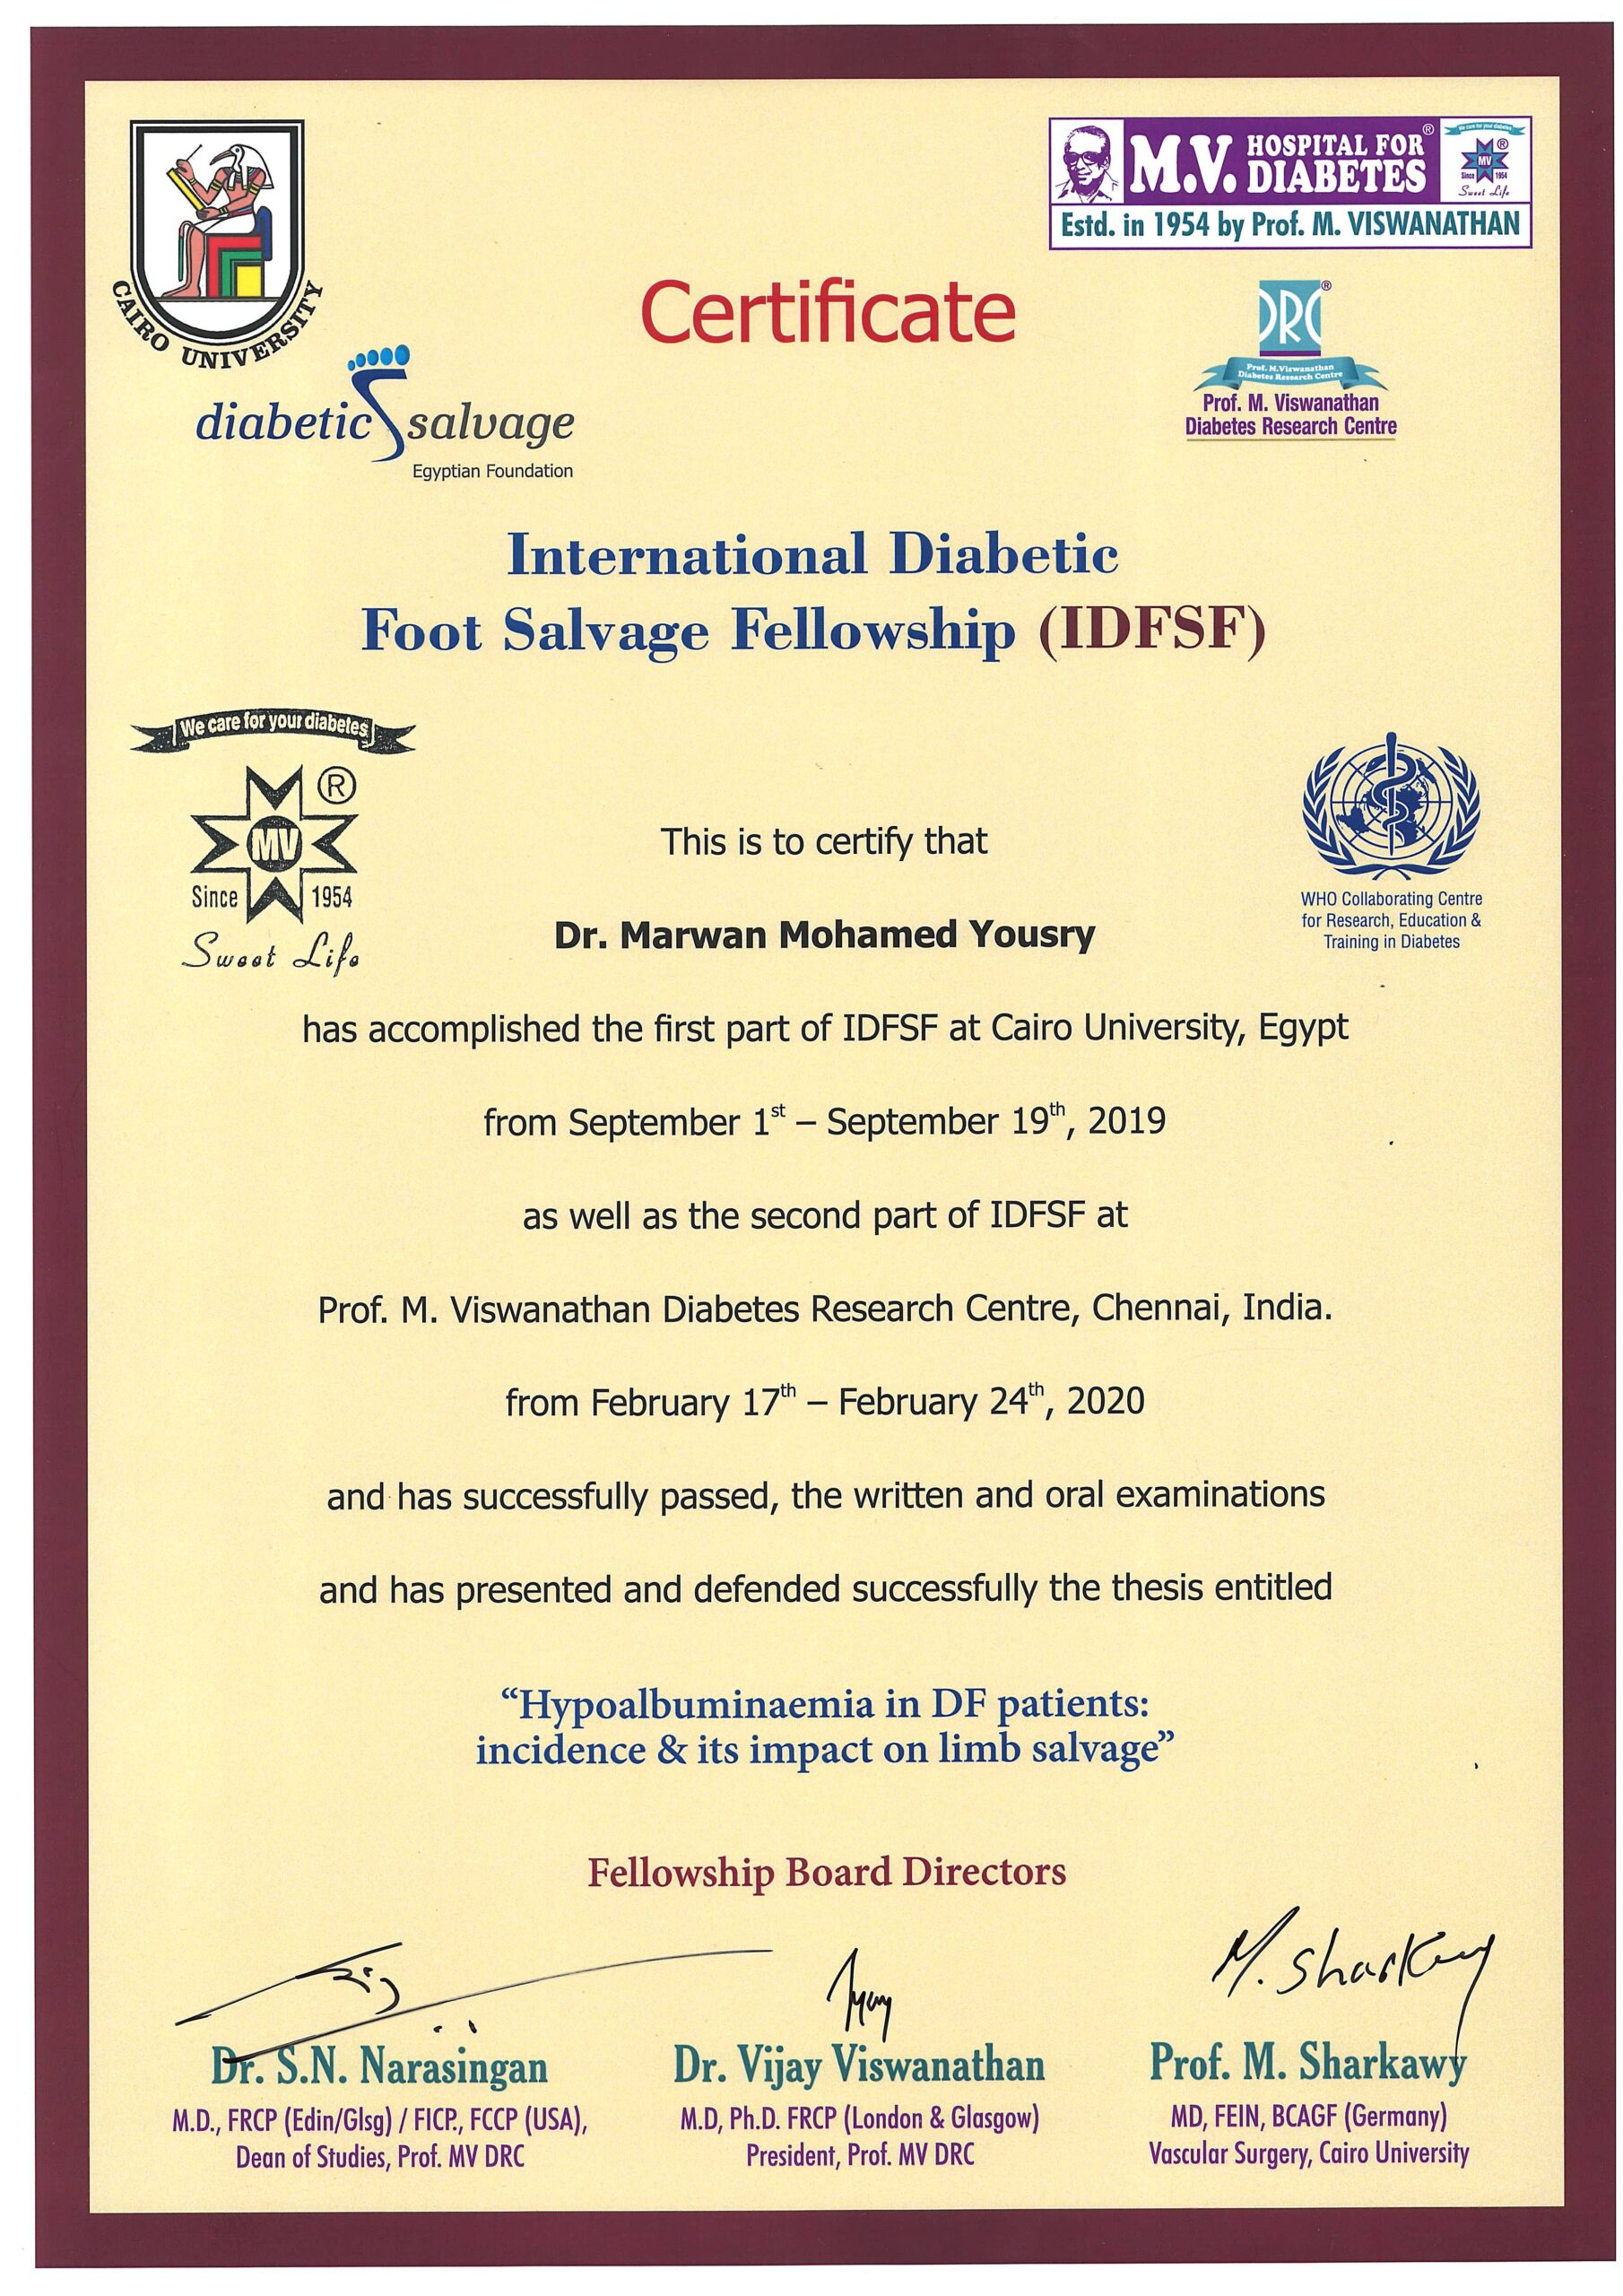 CAIRO UNIVERSITY
M.V. HOSPITAL FOR DIABETES®
We care for your diabetes
MV ®
Since 1954
Sweet Life
Estd. in 1954 by Prof. M. VISWANATHAN
Certificate
DRC®
Prof. M.Viswanathan
Diabetes Research Centre
Prof. M. Viswanathan
Diabetes Research Centre
diabetic salvage
Egyptian Foundation
International Diabetic
Foot Salvage Fellowship (IDFSF)
We care for your diabetes
®
MV
Since 1954
Sweet Life
WHO Collaborating Centre
for Research, Education &
Training in Diabetes
This is to certify that
Dr. Marwan Mohamed Yousry
has accomplished the first part of IDFSF at Cairo University, Egypt
from September 1st – September 19th, 2019
as well as the second part of IDFSF at
Prof. M. Viswanathan Diabetes Research Centre, Chennai, India.
from February 17th – February 24th, 2020
and has successfully passed, the written and oral examinations
and has presented and defended successfully the thesis entitled
“Hypoalbuminaemia in DF patients:
incidence & its impact on limb salvage”
Fellowship Board Directors
M. Sharkawy
Dr. S.N. Narasingan
M.D., FRCP (Edin/Glsg) / FICP., FCCP (USA),
Dean of Studies, Prof. MV DRC
Dr. Vijay Viswanathan
M.D, Ph.D. FRCP (London & Glasgow)
President, Prof. MV DRC
Prof. M. Sharkawy
MD, FEIN, BCAGF (Germany)
Vascular Surgery, Cairo University